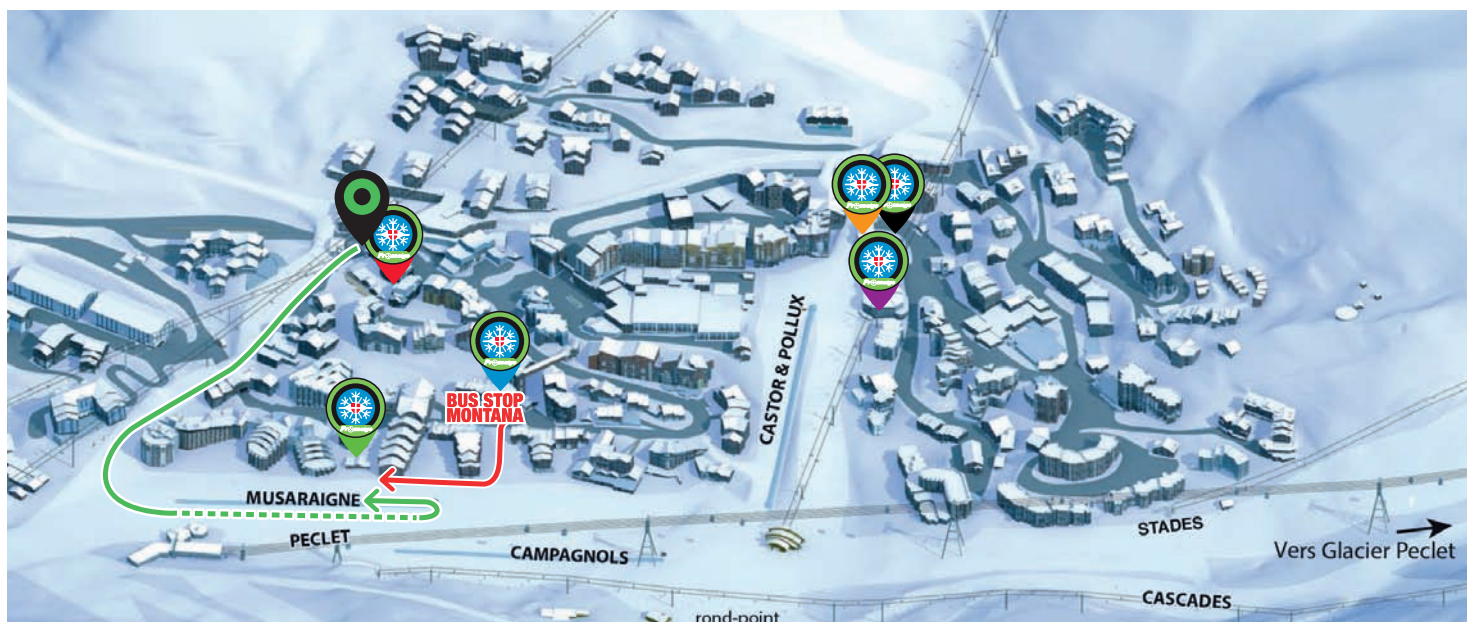 BUS STOP
MONTANA
CASTOR & POLLUX
MUSARAIGNE
PECLET
CAMPAGNOLS
STADES
Vers Glacier Peclet
CASCADES
rond-point